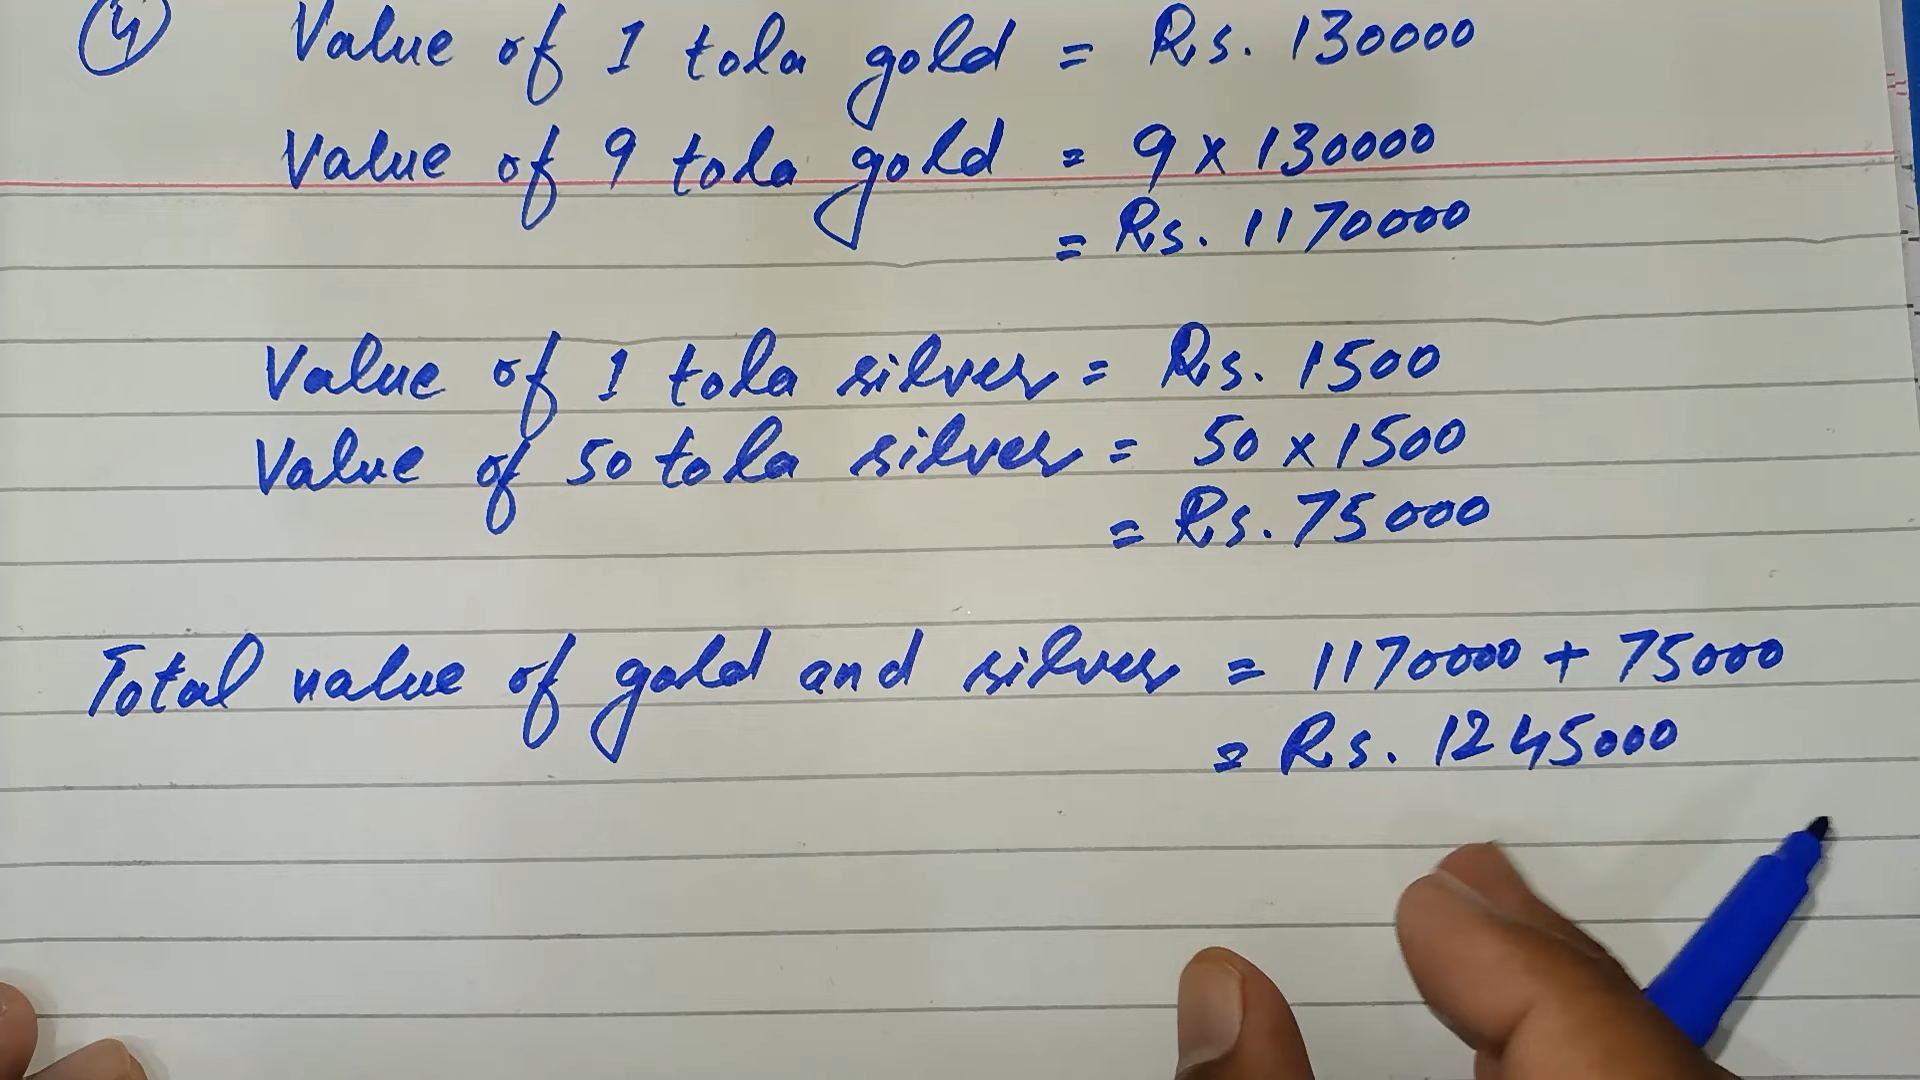 4 Value of 1 tola gold = Rs. 130000
Value of 9 tola gold = 9 x 130000
= Rs. 1170000
Value of 1 tola silver = Rs. 1500
Value of 50 tola silver = 50 x 1500
= Rs. 75000
Total value of gold and silver = 1170000 + 75000
= Rs. 1245000